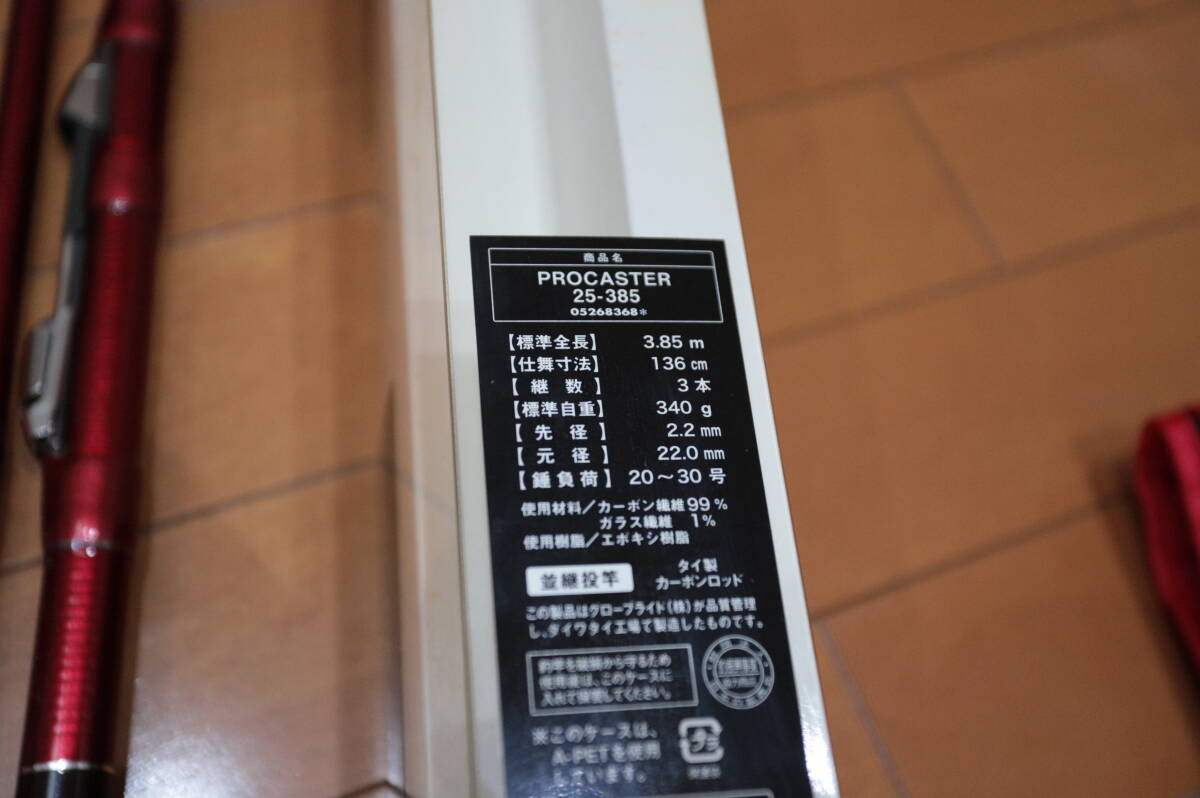 商品名
PROCASTER
25-385
05268368*
【標準全長】 3.85 m
【仕舞寸法】 136 cm
【継数】 3 本
【標準自重】 340 g
【先径】 2.2 mm
【元径】 22.0 mm
【錘負荷】 20～30 号
使用材料／カーボン繊維 99 %
ガラス繊維 1%
使用樹脂／エポキシ樹脂
並継投竿
タイ製
カーボンロッド
この製品はグローブライド(株)が品質管理
し、ダイワタイ工場で製造したものです。
釣竿を破損から守るため
使用後は、このケースに
入れて保管してください。
※このケースは、
A-PETを使用
しています。
プラ